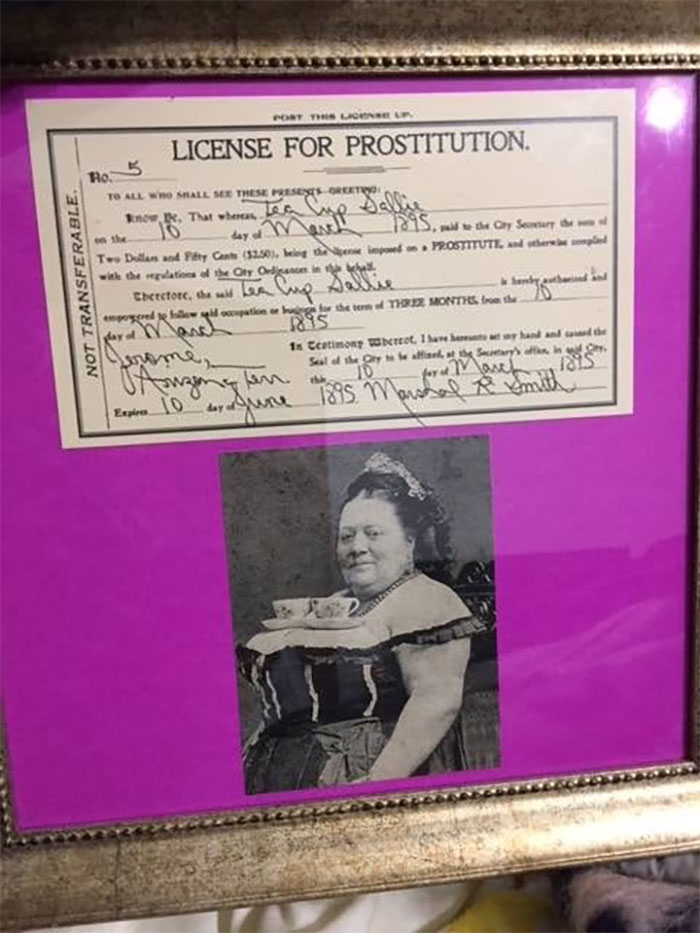 POST THIS LICENSE UP.
LICENSE FOR PROSTITUTION.
No. 5
NOT TRANSFERABLE.
TO ALL WHO SHALL SEE THESE PRESENTS GREETING:
Know Ye, That whereas, Tea Cup Sallie
on the 10 day of March 1895, paid to the City Secretary the sum of
Two Dollars and Fifty Cents ($2.50), being the license imposed on a PROSTITUTE, and otherwise complied
with the regulations of the City Ordinances in this behalf.
Therefore, the said Tea Cup Sallie is hereby authorized and
empowered to follow said occupation or business for the term of THREE MONTHS, from the 10
day of March 1895
Jerome,
Arizona Terr
In Testimony Whereof, I have hereunto set my hand and caused the
Seal of the City to be affixed, at the Secretary's office, in said City,
this 10 day of March 1895
Expires 10 day of June 1895 Marshal R Smith